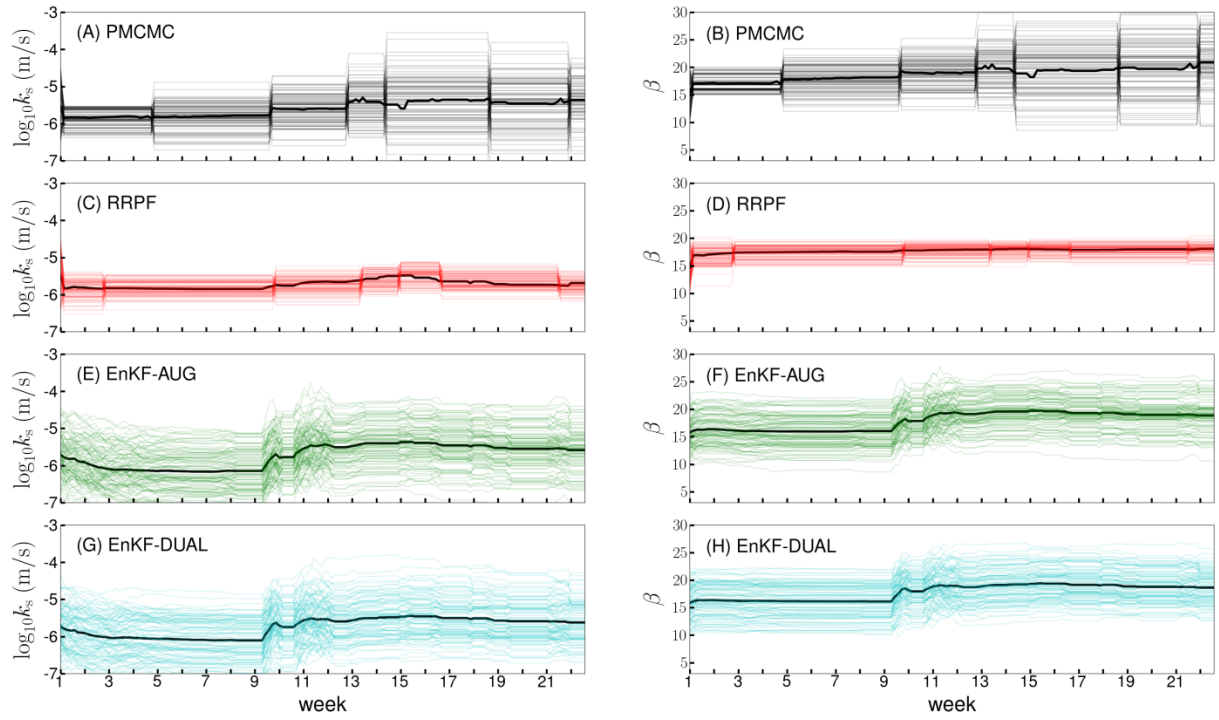 (A) PMCMC
log₁₀kₛ (m/s)
-3
-4
-5
-6
-7
(B) PMCMC
β
30
25
20
15
10
5
(C) RRPF
log₁₀kₛ (m/s)
-3
-4
-5
-6
-7
(D) RRPF
β
30
25
20
15
10
5
(E) EnKF-AUG
log₁₀kₛ (m/s)
-3
-4
-5
-6
-7
(F) EnKF-AUG
β
30
25
20
15
10
5
(G) EnKF-DUAL
log₁₀kₛ (m/s)
-3
-4
-5
-6
-7
1 3 5 7 9 11 13 15 17 19 21
week
(H) EnKF-DUAL
β
30
25
20
15
10
5
1 3 5 7 9 11 13 15 17 19 21
week